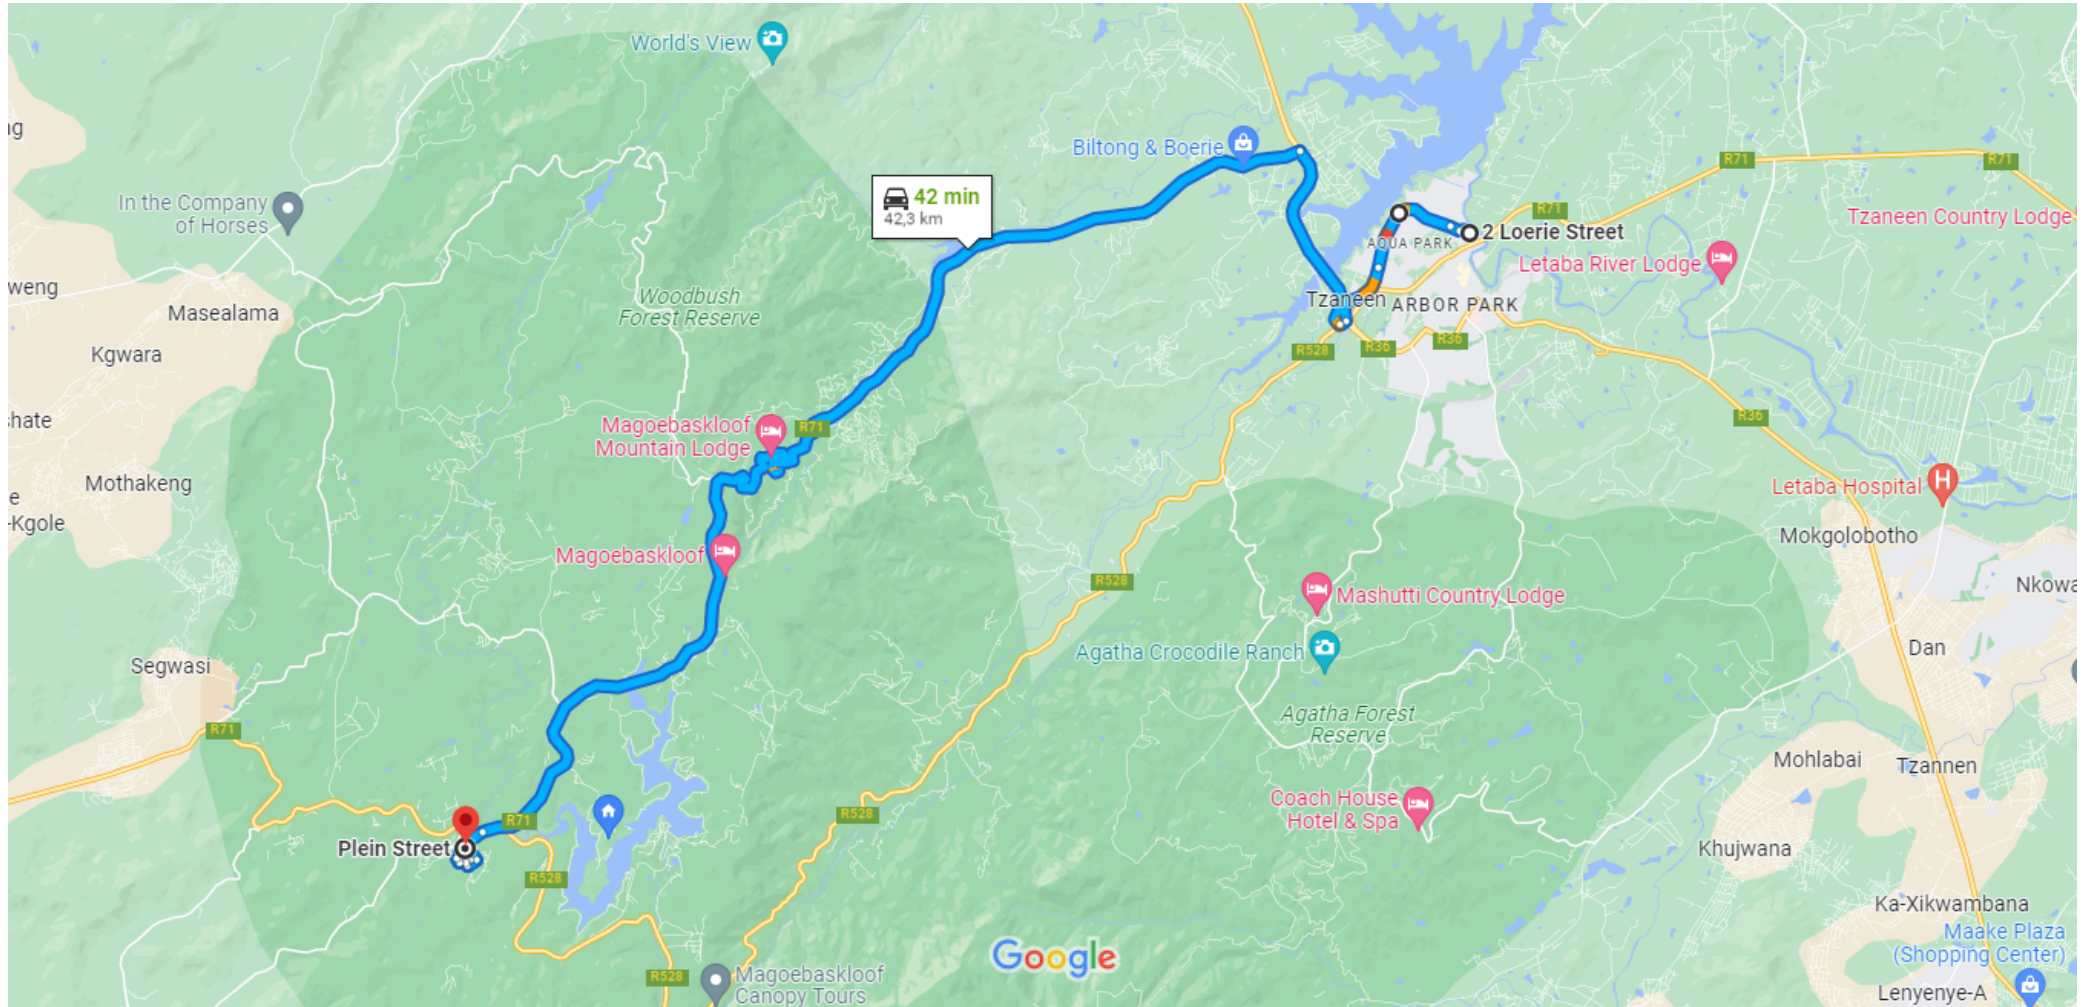 World's View
ng
Biltong & Boerie
R71
R71
42 min
42,3 km
In the Company
of Horses
R71
Tzaneen Country Lodge
2 Loerie Street
AQUA PARK
Letaba River Lodge
weng
Woodbush
Forest Reserve
Masealama
Tzaneen
ARBOR PARK
R528
R36
R36
Kgwara
R36
hate
Magoebaskloof
Mountain Lodge
R71
Mothakeng
Letaba Hospital
e
-Kgole
Mokgolobotho
Magoebaskloof
R528
Nkowa
Mashutti Country Lodge
Agatha Crocodile Ranch
Dan
Segwasi
Agatha Forest
Reserve
R71
Mohlabai
Tzannen
Coach House
Hotel & Spa
R528
R71
Plein Street
Khujwana
R528
Ka-Xikwambana
Maake Plaza
(Shopping Center)
Google
R528
Magoebaskloof
Canopy Tours
Lenyenye-A